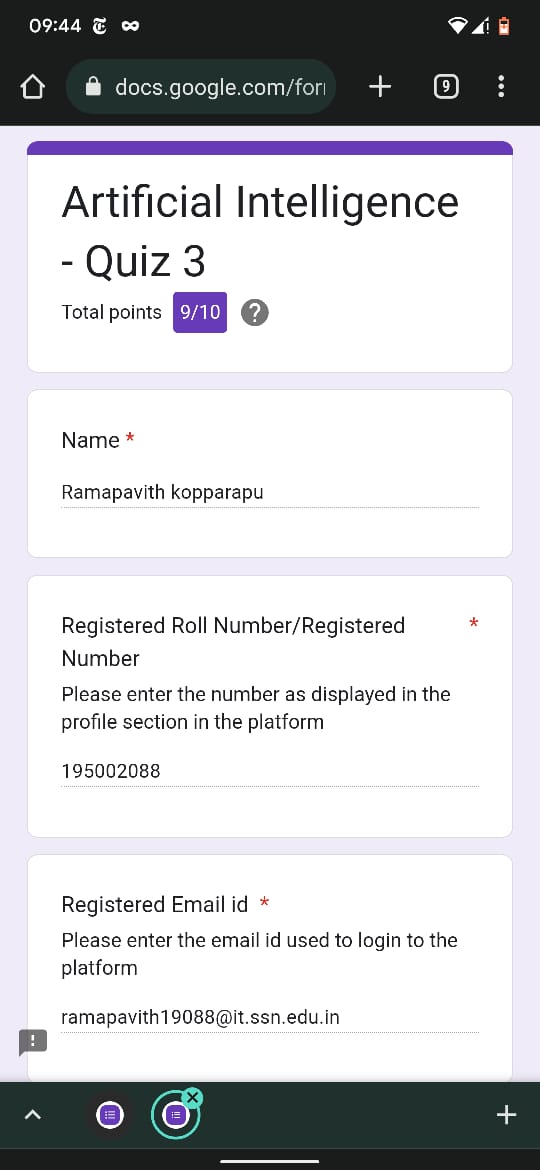 09:44
docs.google.com/for
9
Artificial Intelligence
- Quiz 3
Total points 9/10 ?
Name *
Ramapavith kopparapu
Registered Roll Number/Registered *
Number
Please enter the number as displayed in the
profile section in the platform
195002088
Registered Email id *
Please enter the email id used to login to the
platform
ramapavith19088@it.ssn.edu.in